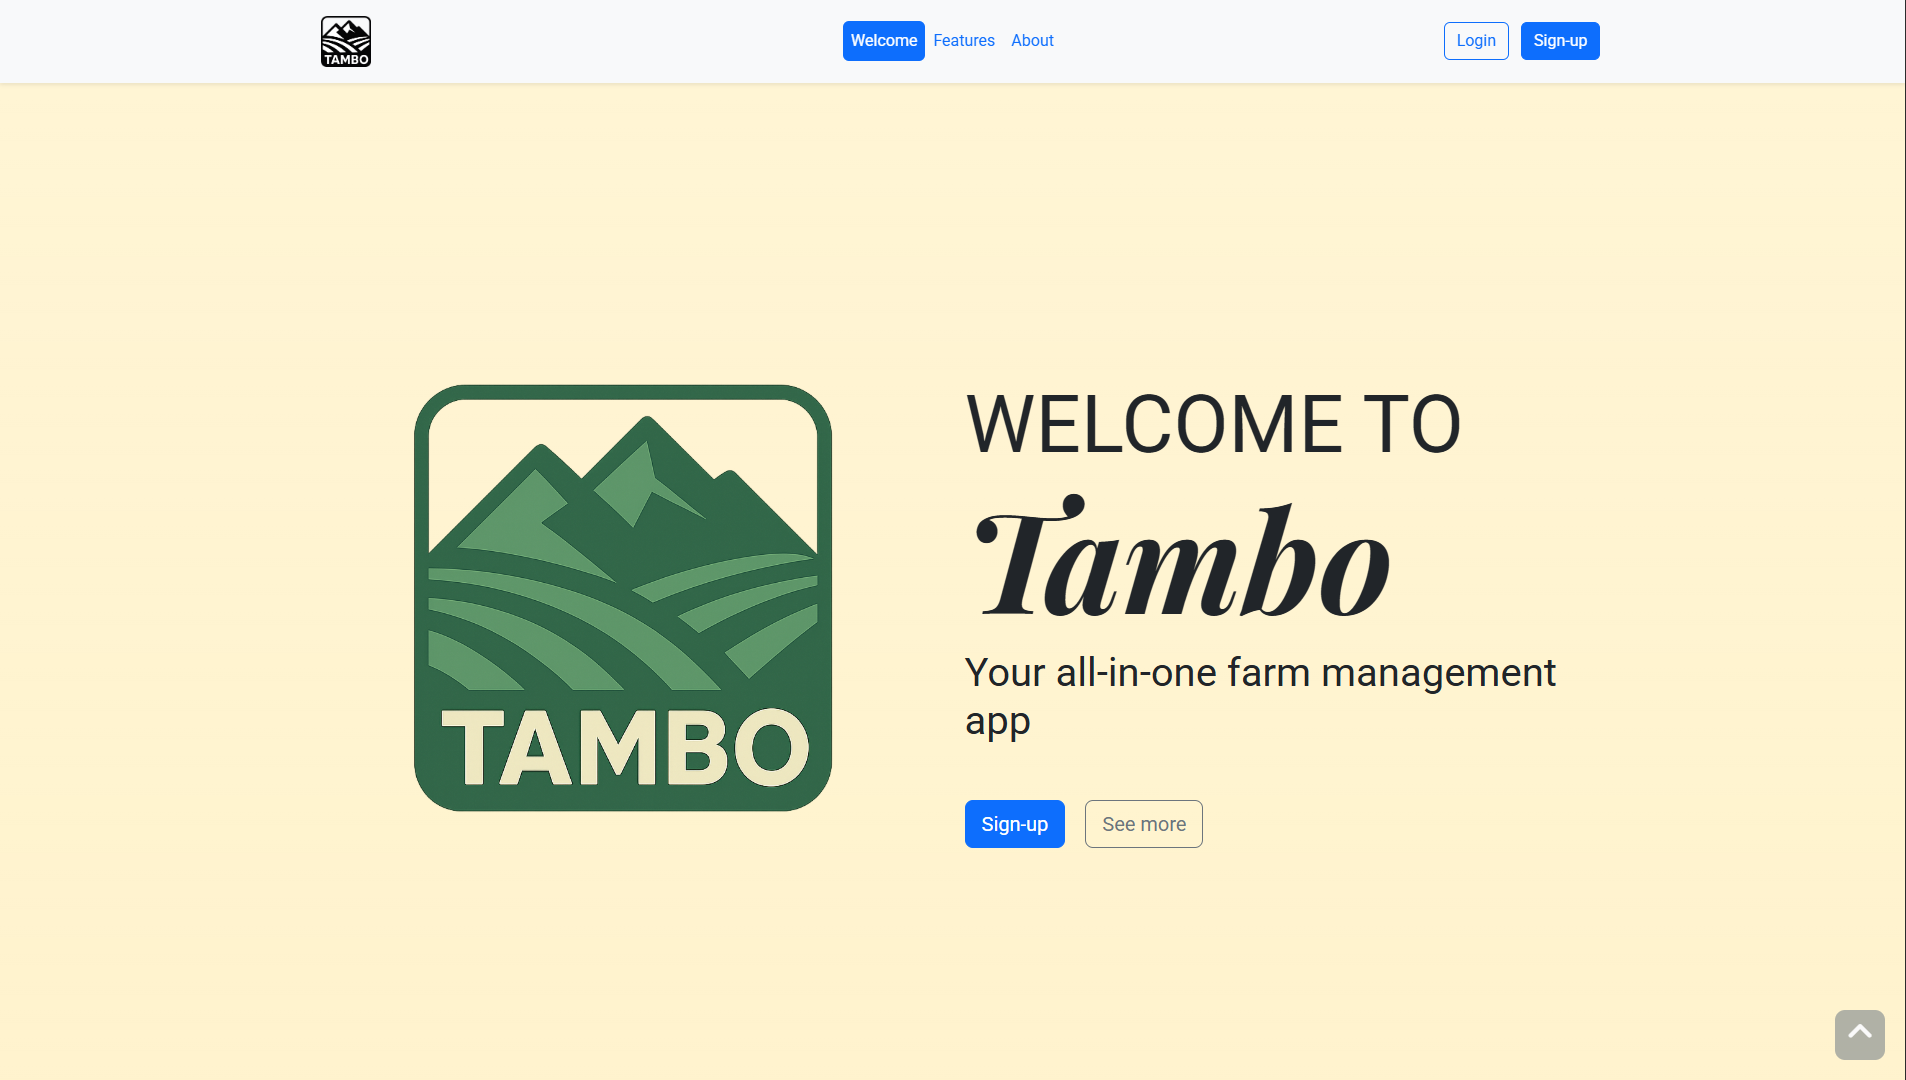 TAMBO
Welcome Features About
Login Sign-up
TAMBO
WELCOME TO
Tambo
Your all-in-one farm management
app
Sign-up See more